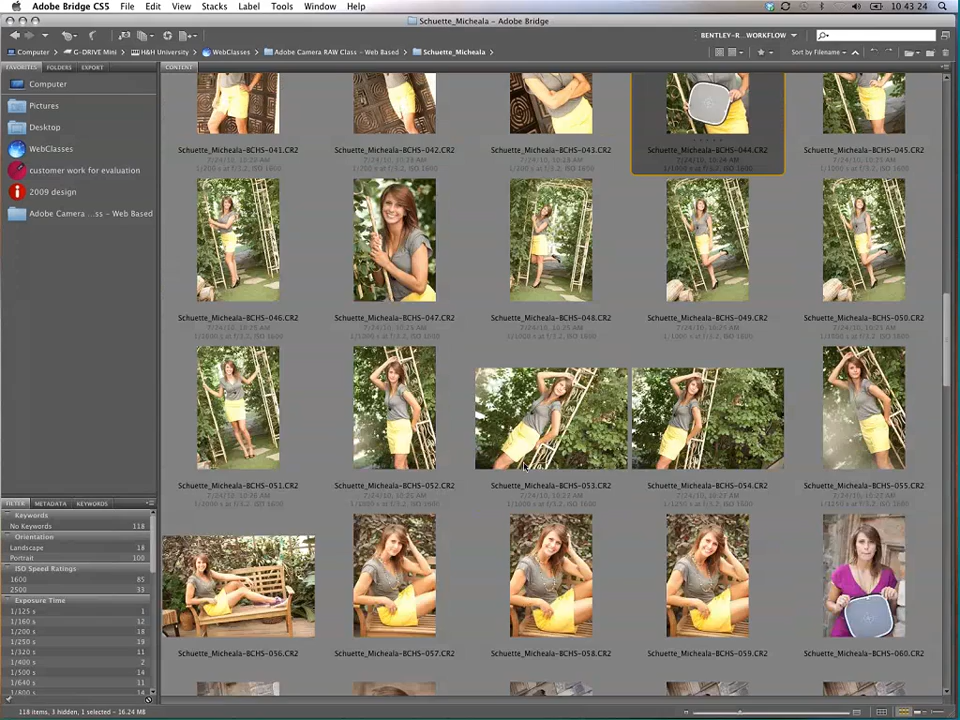 Adobe Bridge CS5 File Edit View Stacks Label Tools Window Help 10 43 24
Schuette_Micheala - Adobe Bridge
BENTLEY-R ...WORKFLOW
Computer G-DRIVE Mini H&H University WebClasses Adobe Camera RAW Class - Web Based Schuette_Micheala Sort by Filename
FAVORITES FOLDERS EXPORT CONTENT
Computer
Pictures
Desktop
WebClasses
customer work for evaluation
2009 design
Adobe Camera ...ss - Web Based
Schuette_Micheala-BCHS-041.CR2 Schuette_Micheala-BCHS-042.CR2 Schuette_Micheala-BCHS-043.CR2 Schuette_Micheala-BCHS-044.CR2 Schuette_Micheala-BCHS-045.CR2
Schuette_Micheala-BCHS-046.CR2 Schuette_Micheala-BCHS-047.CR2 Schuette_Micheala-BCHS-048.CR2 Schuette_Micheala-BCHS-049.CR2 Schuette_Micheala-BCHS-050.CR2
Schuette_Micheala-BCHS-051.CR2 Schuette_Micheala-BCHS-052.CR2 Schuette_Micheala-BCHS-053.CR2 Schuette_Micheala-BCHS-054.CR2 Schuette_Micheala-BCHS-055.CR2
Schuette_Micheala-BCHS-056.CR2 Schuette_Micheala-BCHS-057.CR2 Schuette_Micheala-BCHS-058.CR2 Schuette_Micheala-BCHS-059.CR2 Schuette_Micheala-BCHS-060.CR2
FILTER METADATA KEYWORDS
Keywords
No Keywords 118
Orientation
Landscape 18
Portrait 100
ISO Speed Ratings
1600 85
2500 33
Exposure Time
1/125 s 1
1/160 s 12
1/200 s 18
1/250 s 19
1/320 s 11
1/400 s 2
1/500 s 14
1/640 s 11
1/800 s 14
118 items, 3 hidden, 1 selected - 16.24 MB